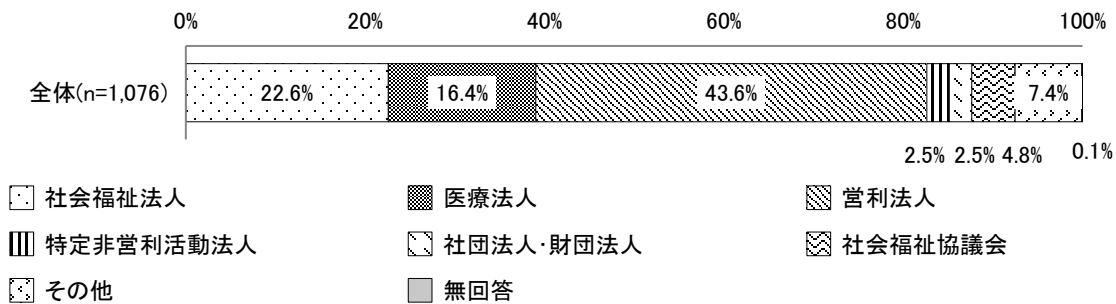 0% 20% 40% 60% 80% 100%
全体(n=1,076) 22.6% 16.4% 43.6% 7.4%
2.5% 2.5% 4.8% 0.1%
社会福祉法人 医療法人 営利法人
特定非営利活動法人 社団法人・財団法人 社会福祉協議会
その他 無回答